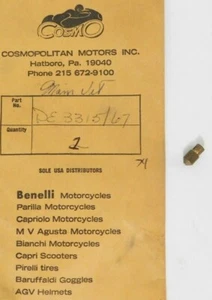 COSMO
COSMOPOLITAN MOTORS INC.
Hatboro, Pa. 19040
Phone 215 672-9100
Main Jet
Part No.
DE 3315/67
Quantity
1
SOLE USA DISTRIBUTORS
Benelli Motorcycles
Parilla Motorcycles
Capriolo Motorcycles
M V Agusta Motorcycles
Bianchi Motorcycles
Capri Scooters
Pirelli tires
Baruffaldi Goggles
AGV Helmets